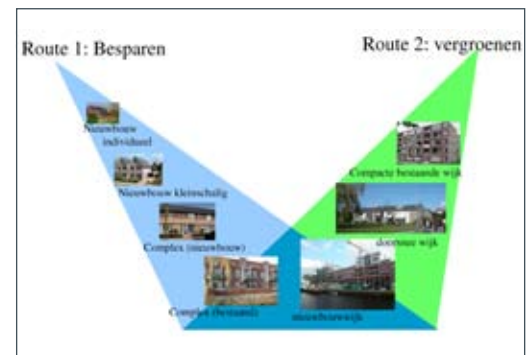 Route 1: Besparen
Route 2: vergroenen
Nieuwbouw
individueel
Nieuwbouw kleinschalig
Complex (nieuwbouw)
Complex (bestaand)
Compacte bestaande wijk
doorsnee wijk
nieuwbouwwijk